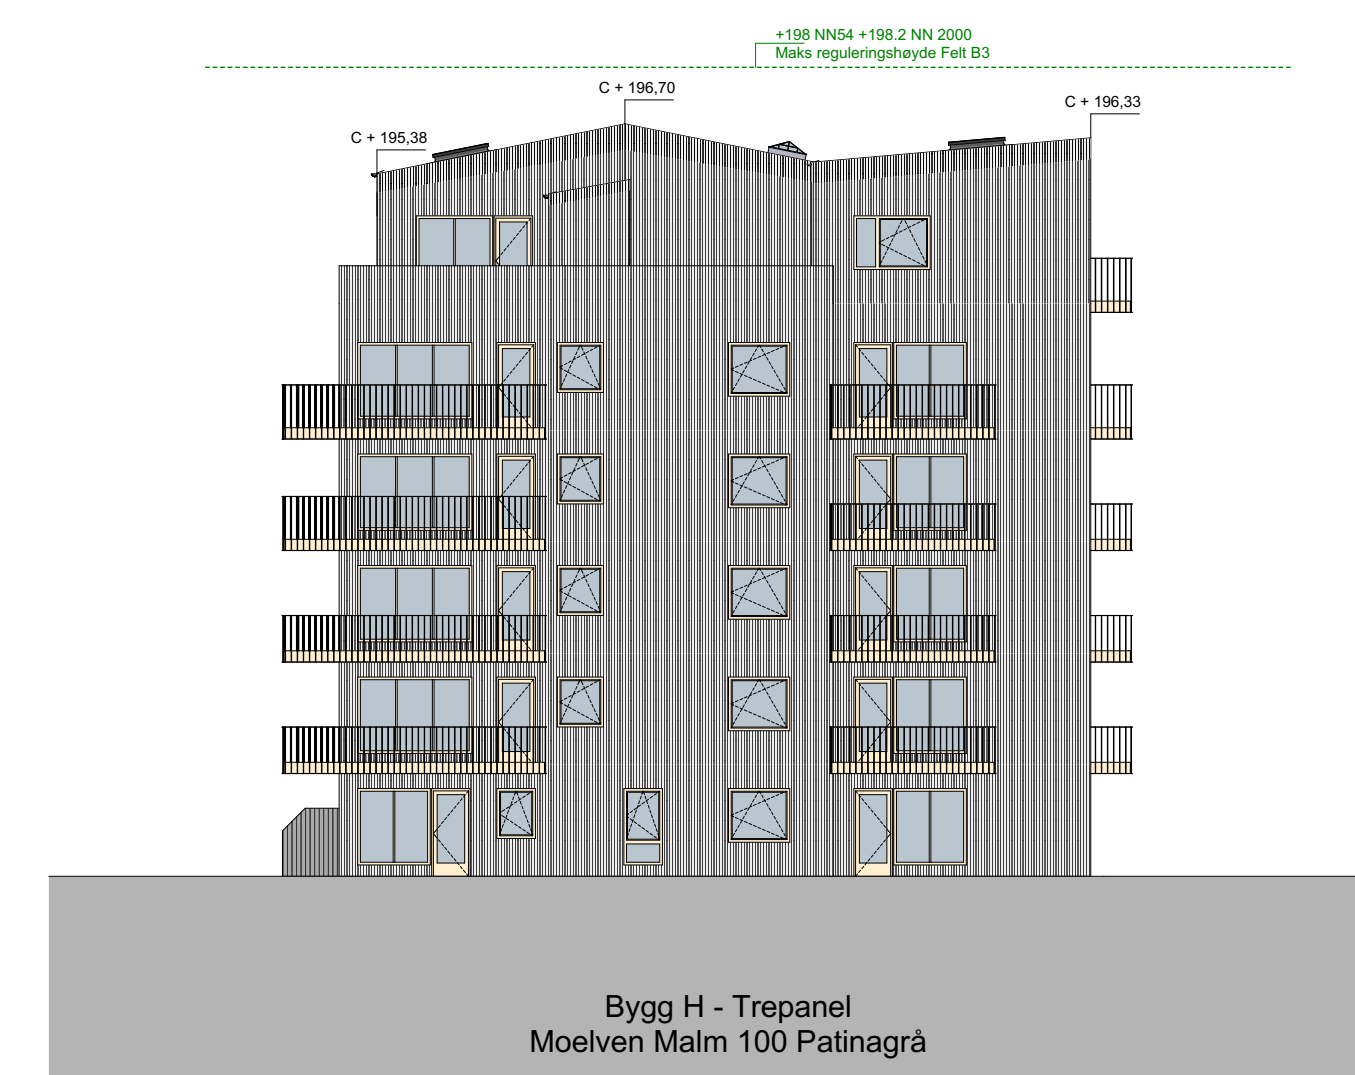 +198 NN54 +198.2 NN 2000
Maks reguleringshøyde Felt B3
C + 196,70
C + 196,33
C + 195,38
Bygg H - Trepanel
Moelven Malm 100 Patinagrå